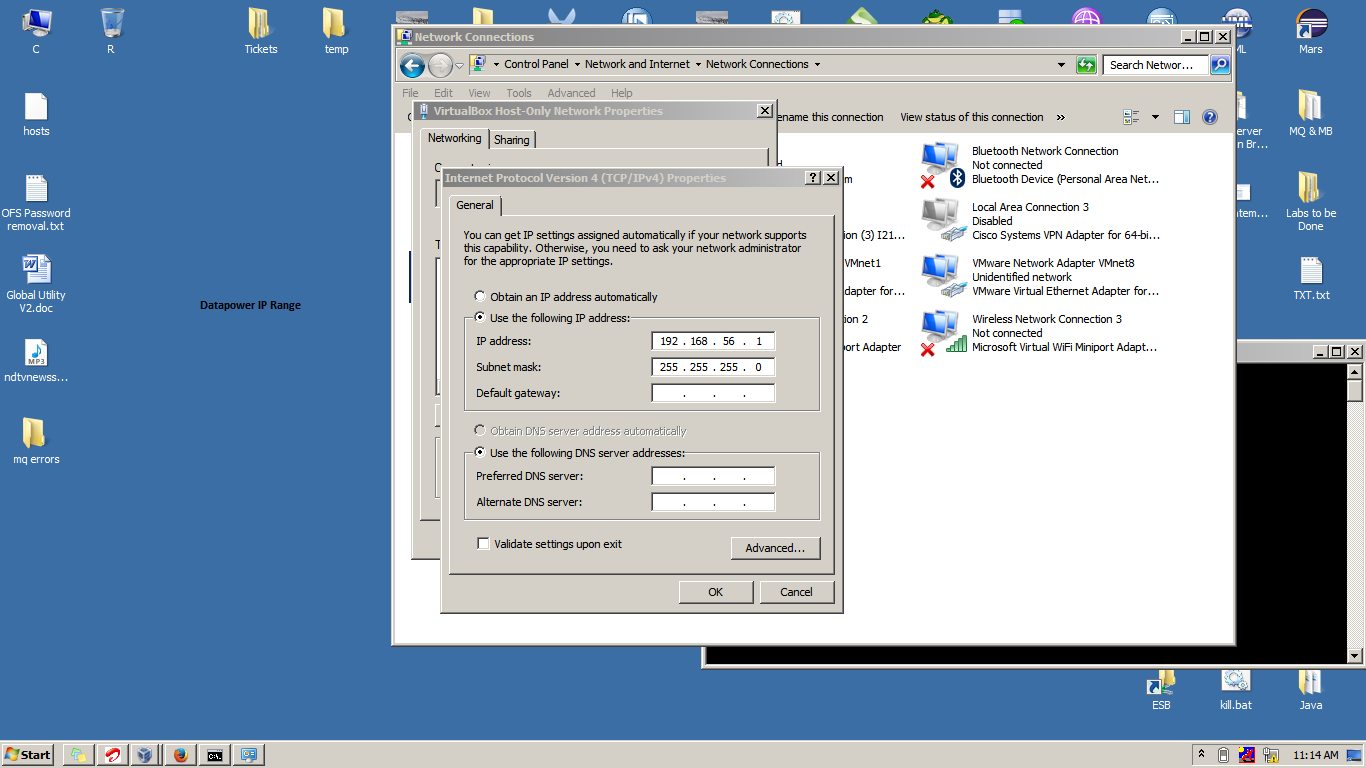 C
R
Tickets
temp
Mars
hosts
MQ & MB
OFS Password
removal.txt
Labs to be
Done
Global Utility
V2.doc
TXT.txt
Datapower IP Range
ndtvnewss...
mq errors
Network Connections
Control Panel
Network and Internet
Network Connections
Search Networ...
File Edit View Tools Advanced Help
ename this connection
View status of this connection
»
VirtualBox Host-Only Network Properties
Networking
Sharing
Internet Protocol Version 4 (TCP/IPv4) Properties
General
You can get IP settings assigned automatically if your network supports
this capability. Otherwise, you need to ask your network administrator
for the appropriate IP settings.
Obtain an IP address automatically
Use the following IP address:
IP address: 192 . 168 . 56 . 1
Subnet mask: 255 . 255 . 255 . 0
Default gateway: . . .
Obtain DNS server address automatically
Use the following DNS server addresses:
Preferred DNS server: . . .
Alternate DNS server: . . .
Validate settings upon exit
Advanced...
OK
Cancel
ion (3) I21...
VMnet1
dapter for...
ion 2
port Adapter
Bluetooth Network Connection
Not connected
Bluetooth Device (Personal Area Net...
Local Area Connection 3
Disabled
Cisco Systems VPN Adapter for 64-bi...
VMware Network Adapter VMnet8
Unidentified network
VMware Virtual Ethernet Adapter for...
Wireless Network Connection 3
Not connected
Microsoft Virtual WiFi Miniport Adapt...
ESB
kill.bat
Java
Start
C:\.
11:14 AM